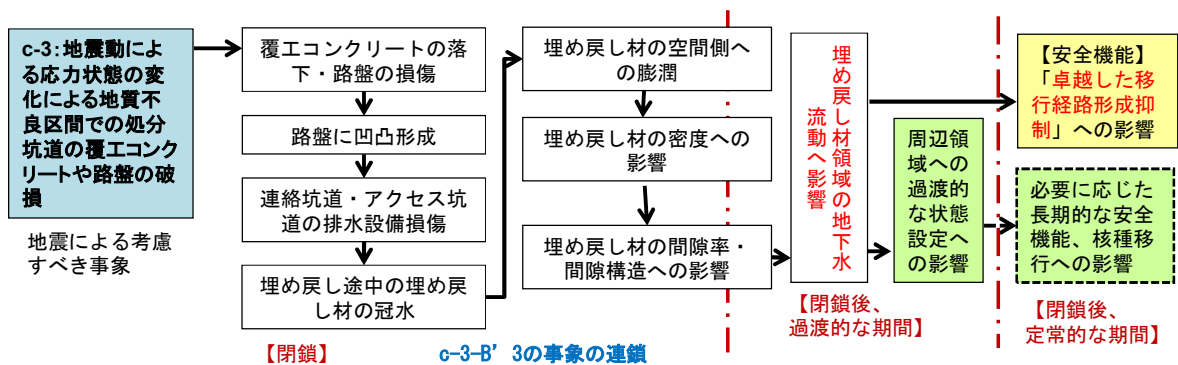 c-3：地震動によ
る応力状態の変
化による地質不
良区間での処分
坑道の覆工コンク
リートや路盤の破
損
地震による考慮
すべき事象
覆工コンクリートの落
下・路盤の損傷
路盤に凹凸形成
連絡坑道・アクセス坑
道の排水設備損傷
埋め戻し途中の埋め戻
し材の冠水
【閉鎖】
埋め戻し材の空間側へ
の膨潤
埋め戻し材の密度への
影響
埋め戻し材の間隙率・
間隙構造への影響
c-3-B’3の事象の連鎖
埋め戻し材領域の地下水
流動へ影響
周辺領
域への
過渡的
な状態
設定へ
の影響
【閉鎖後、
過渡的な期間】
【安全機能】
「卓越した移
行経路形成抑
制」への影響
必要に応じた
長期的な安全
機能、核種移
行への影響
【閉鎖後、
定常的な期間】